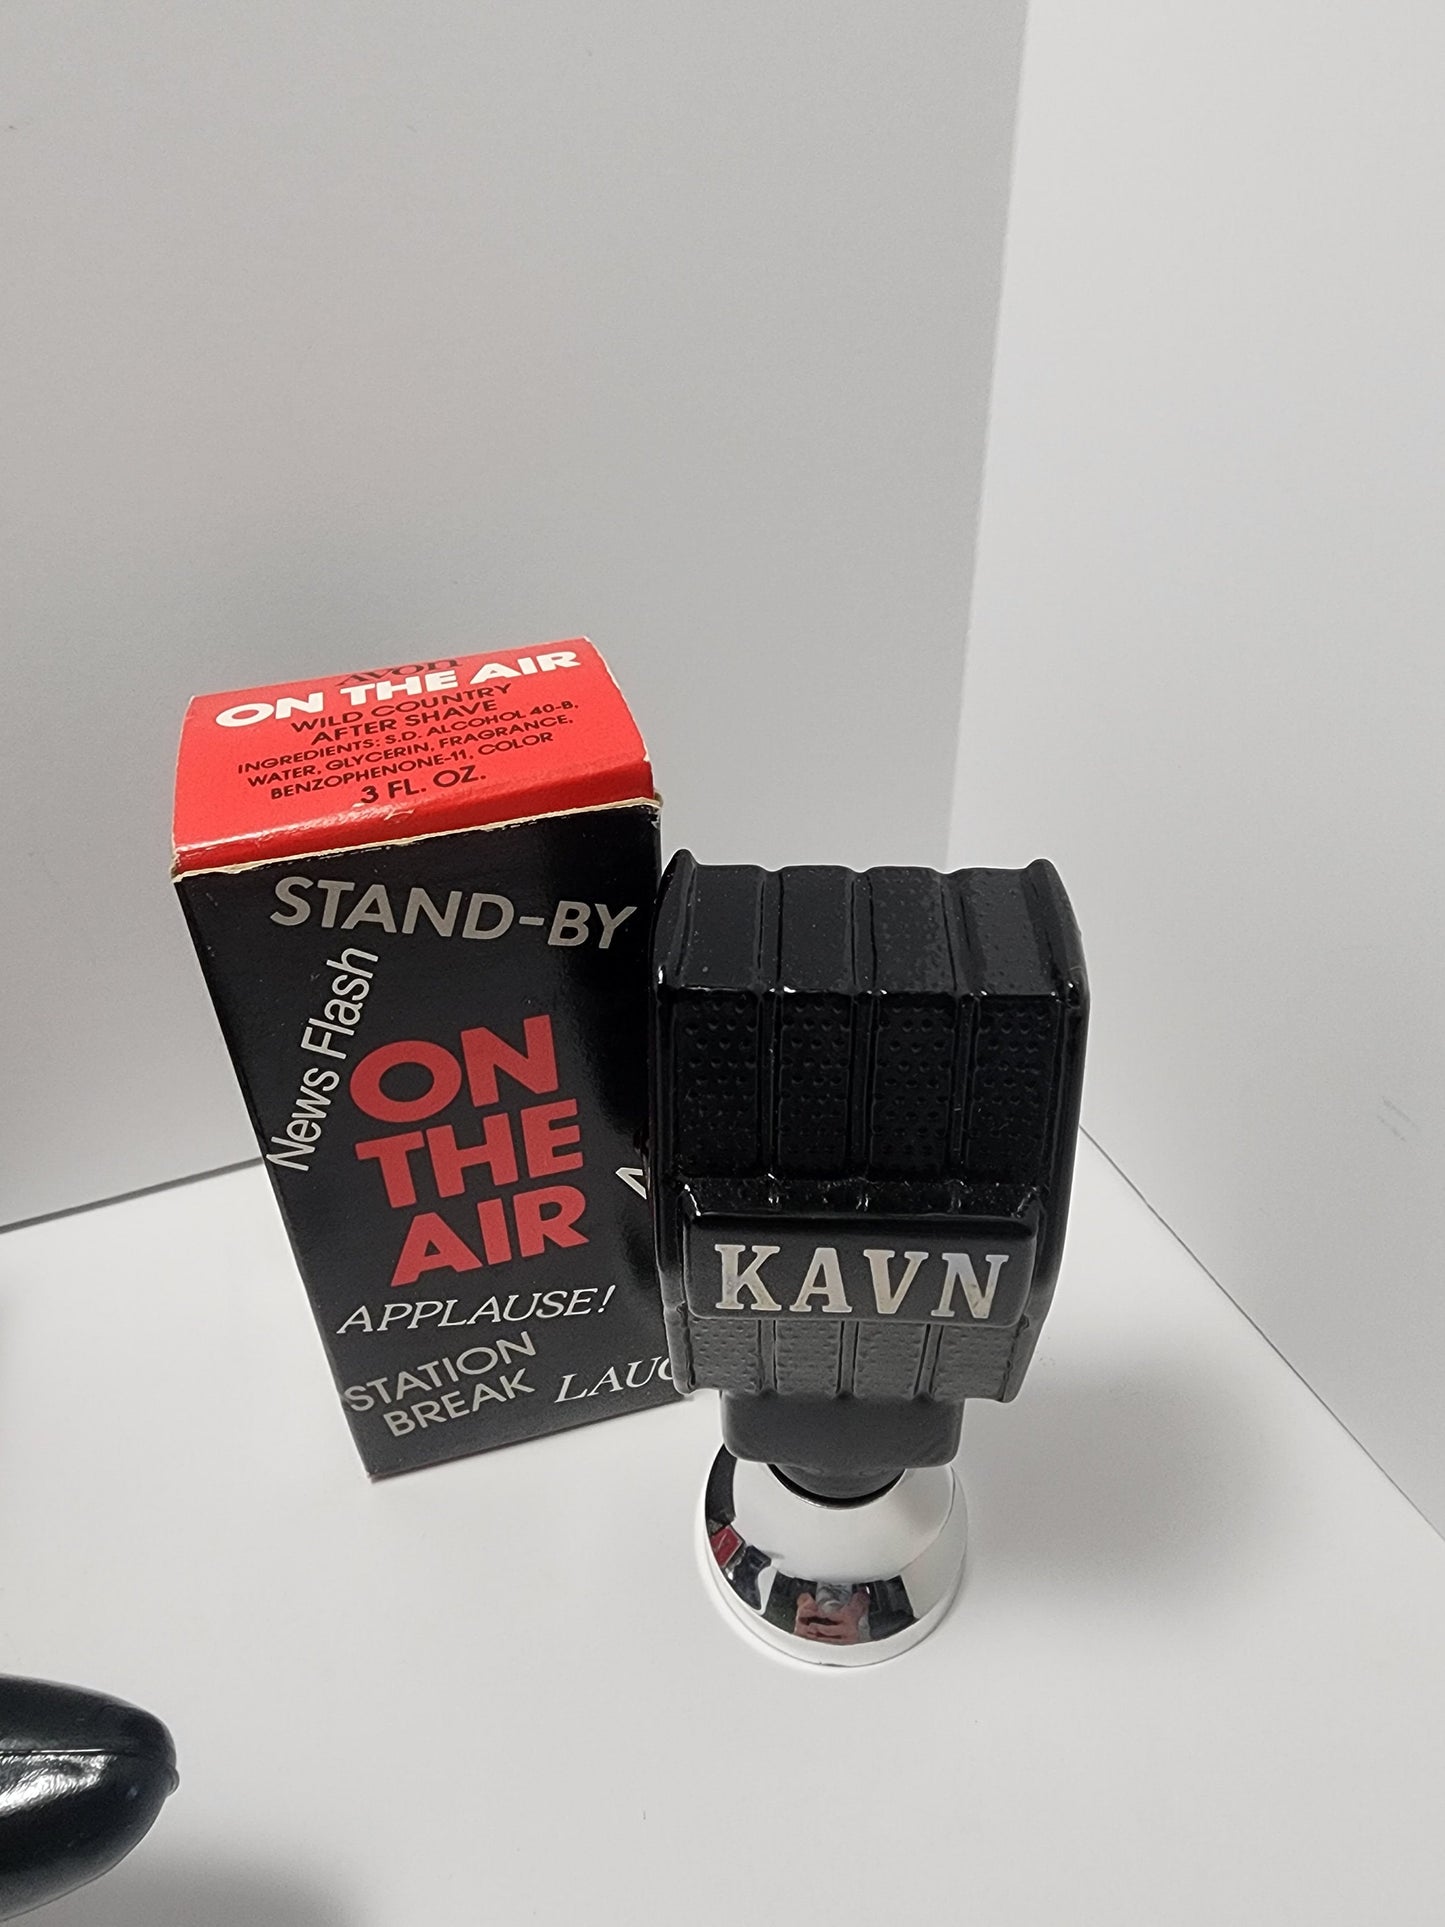 avon
ON THE AIR
WILD COUNTRY
AFTER SHAVE
INGREDIENTS: S.D. ALCOHOL 40-B,
WATER, GLYCERIN, FRAGRANCE,
BENZOPHENONE-11, COLOR
3 FL. OZ.
STAND-BY
News Flash
ON
THE
AIR
APPLAUSE!
STATION
BREAK
KAVN